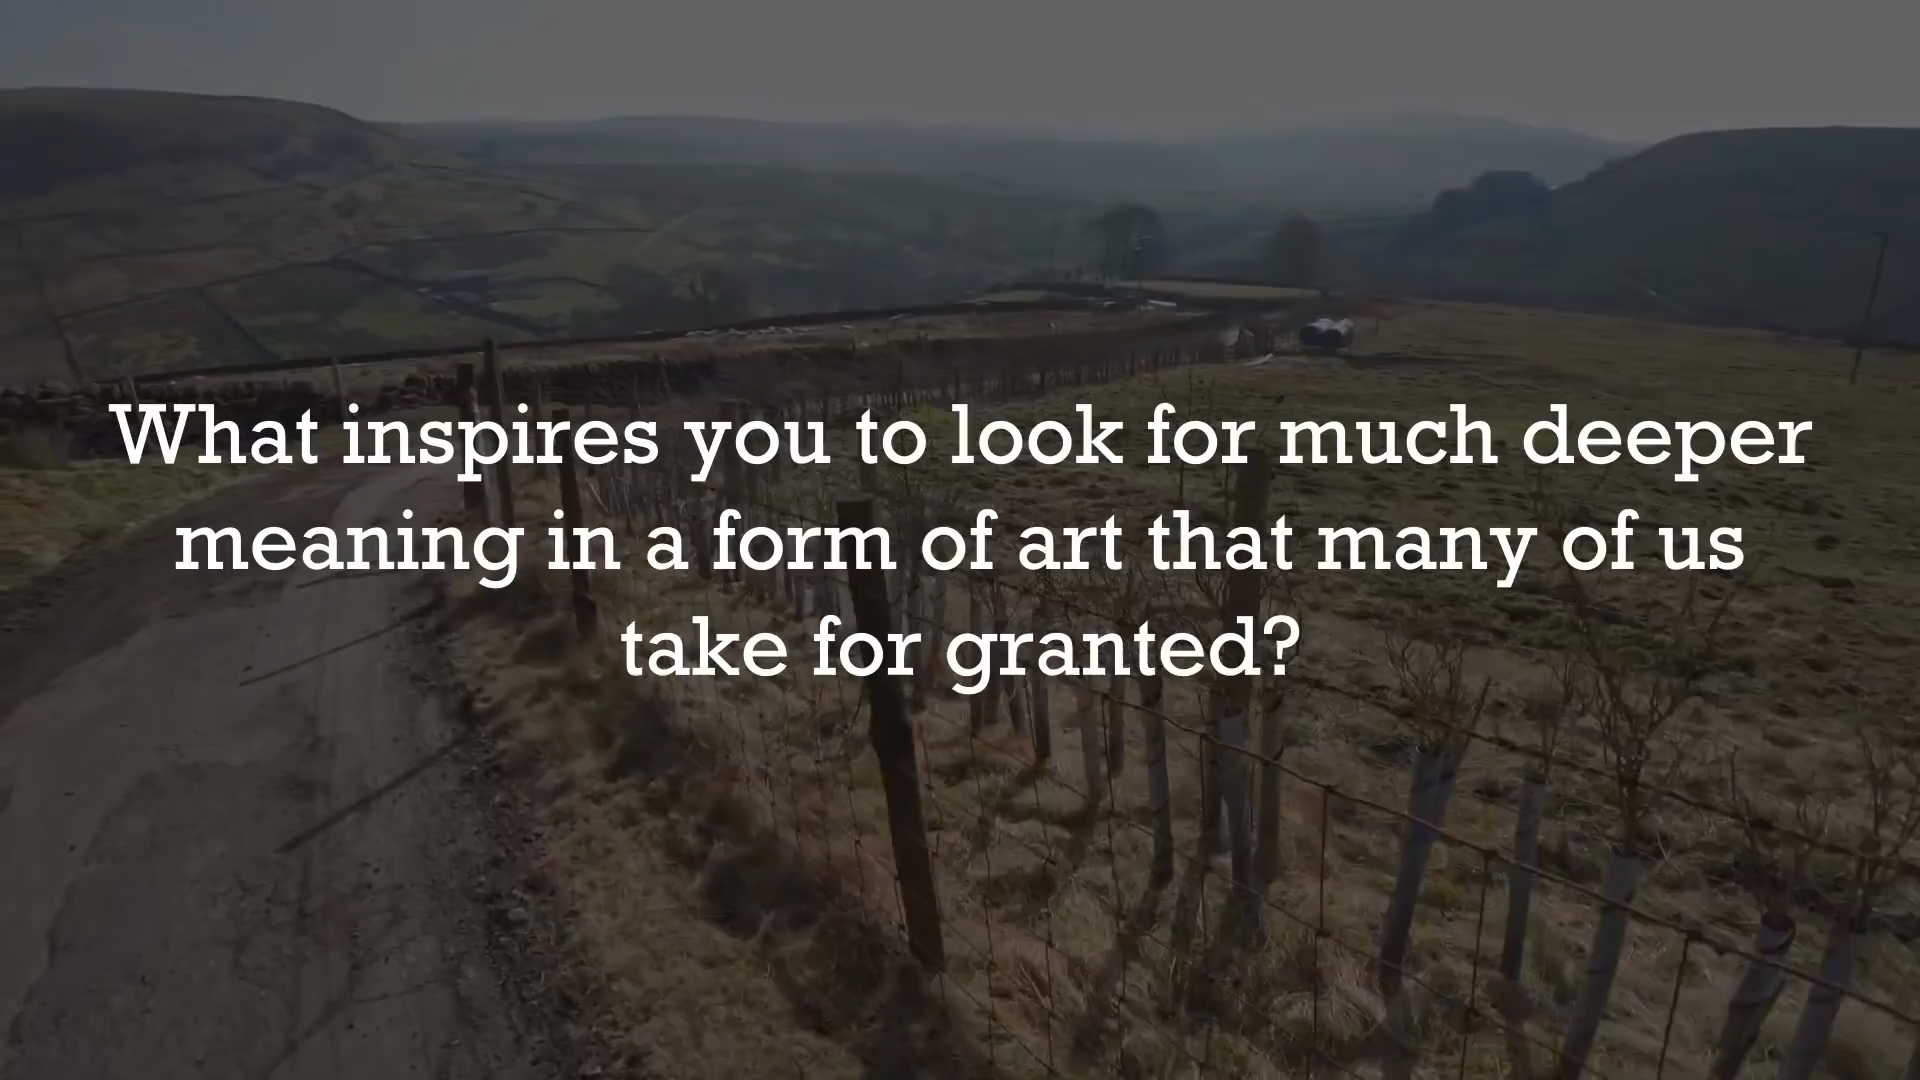 What inspires you to look for much deeper
meaning in a form of art that many of us
take for granted?